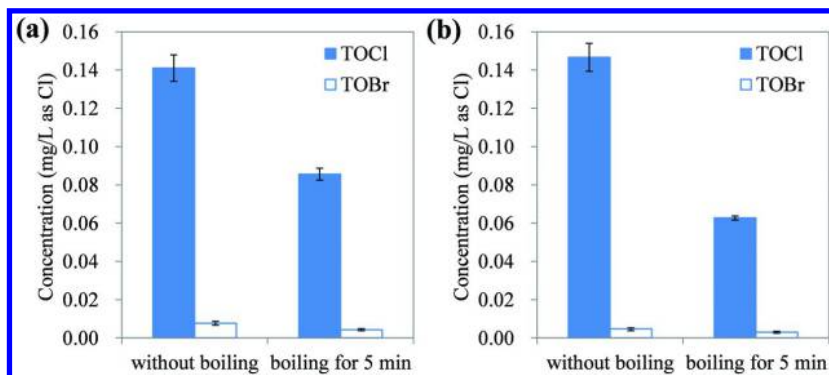 (a)
Concentration (mg/L as Cl)
0.16
0.14
0.12
0.10
0.08
0.06
0.04
0.02
0.00
TOCl
TOBr
without boiling
boiling for 5 min
(b)
Concentration (mg/L as Cl)
0.16
0.14
0.12
0.10
0.08
0.06
0.04
0.02
0.00
TOCl
TOBr
without boiling
boiling for 5 min